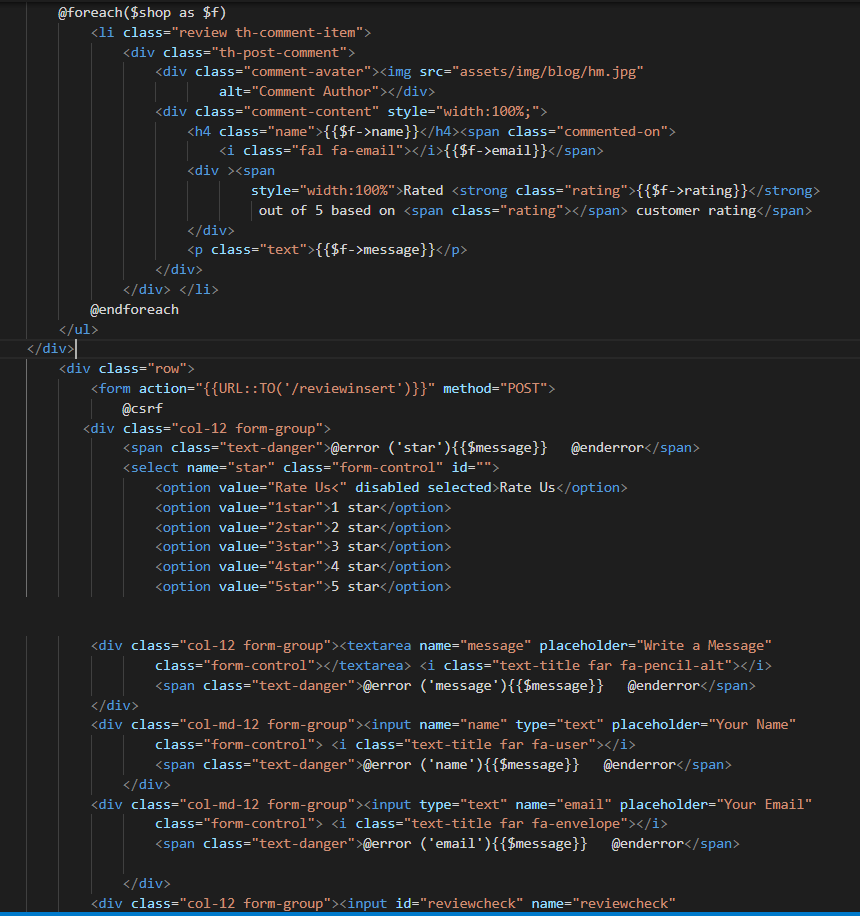 @foreach($shop as $f)
<li class="review th-comment-item">
<div class="th-post-comment">
<div class="comment-avater"><img src="assets/img/blog/hm.jpg"
alt="Comment Author"></div>
<div class="comment-content" style="width:100%;">
<h4 class="name">{{$f->name}}</h4><span class="commented-on">
<i class="fal fa-email"></i>{{$f->email}}</span>
<div ><span
style="width:100%">Rated <strong class="rating">{{$f->rating}}</strong>
out of 5 based on <span class="rating"></span> customer rating</span>
</div>
<p class="text">{{$f->message}}</p>
</div>
</div> </li>
@endforeach
</ul>
</div>
<div class="row">
<form action="{{URL::TO('/reviewinsert')}}" method="POST">
@csrf
<div class="col-12 form-group">
<span class="text-danger">@error ('star'){{$message}}   @enderror</span>
<select name="star" class="form-control" id="">
<option value="Rate Us<" disabled selected>Rate Us</option>
<option value="1star">1 star</option>
<option value="2star">2 star</option>
<option value="3star">3 star</option>
<option value="4star">4 star</option>
<option value="5star">5 star</option>
<div class="col-12 form-group"><textarea name="message" placeholder="Write a Message"
class="form-control"></textarea> <i class="text-title far fa-pencil-alt"></i>
<span class="text-danger">@error ('message'){{$message}}   @enderror</span>
</div>
<div class="col-md-12 form-group"><input name="name" type="text" placeholder="Your Name"
class="form-control"> <i class="text-title far fa-user"></i>
<span class="text-danger">@error ('name'){{$message}}   @enderror</span>
</div>
<div class="col-md-12 form-group"><input type="text" name="email" placeholder="Your Email"
class="form-control"> <i class="text-title far fa-envelope"></i>
<span class="text-danger">@error ('email'){{$message}}   @enderror</span>
</div>
<div class="col-12 form-group"><input id="reviewcheck" name="reviewcheck"